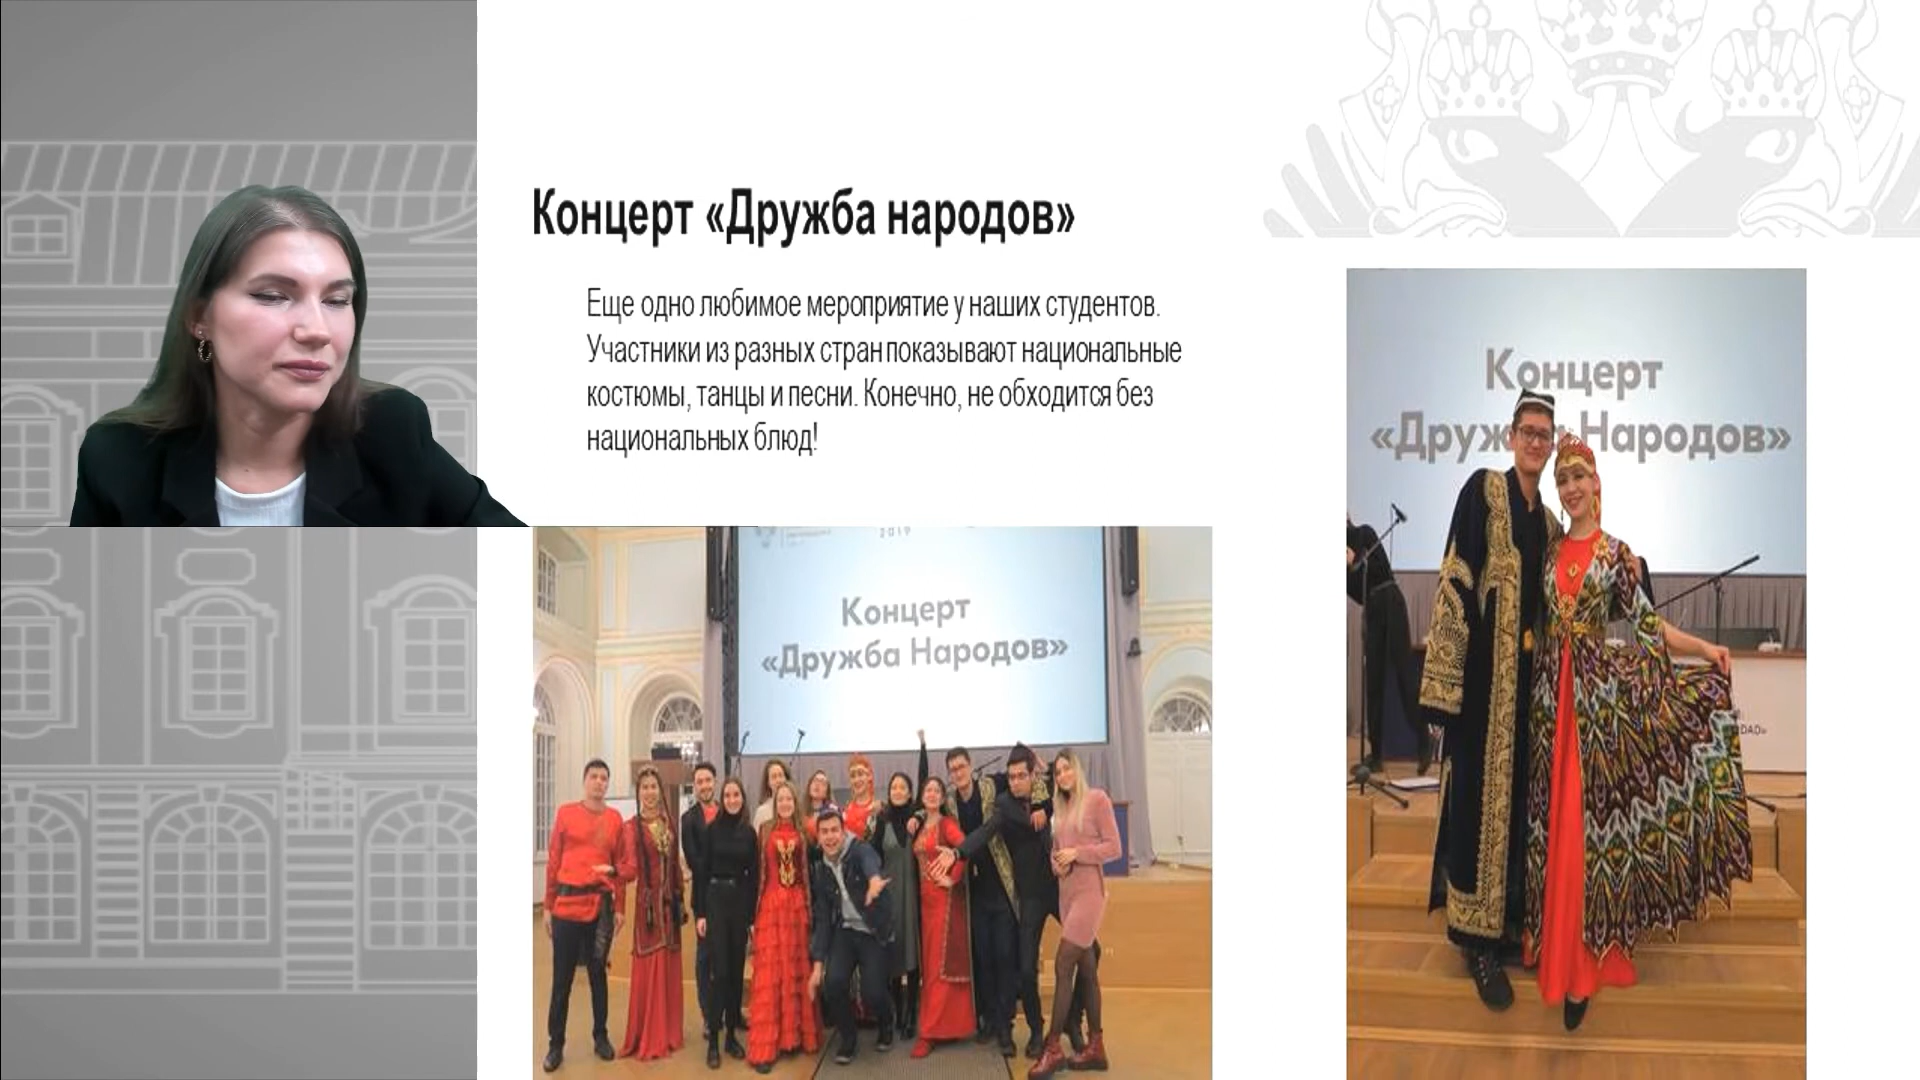 Концерт «Дружба народов»
Еще одно любимое мероприятие у наших студентов.
Участники из разных стран показывают национальные
костюмы, танцы и песни. Конечно, не обходится без
национальных блюд!
Концерт
«Друж Народов»
2019
Концерт
«Дружба Народов»